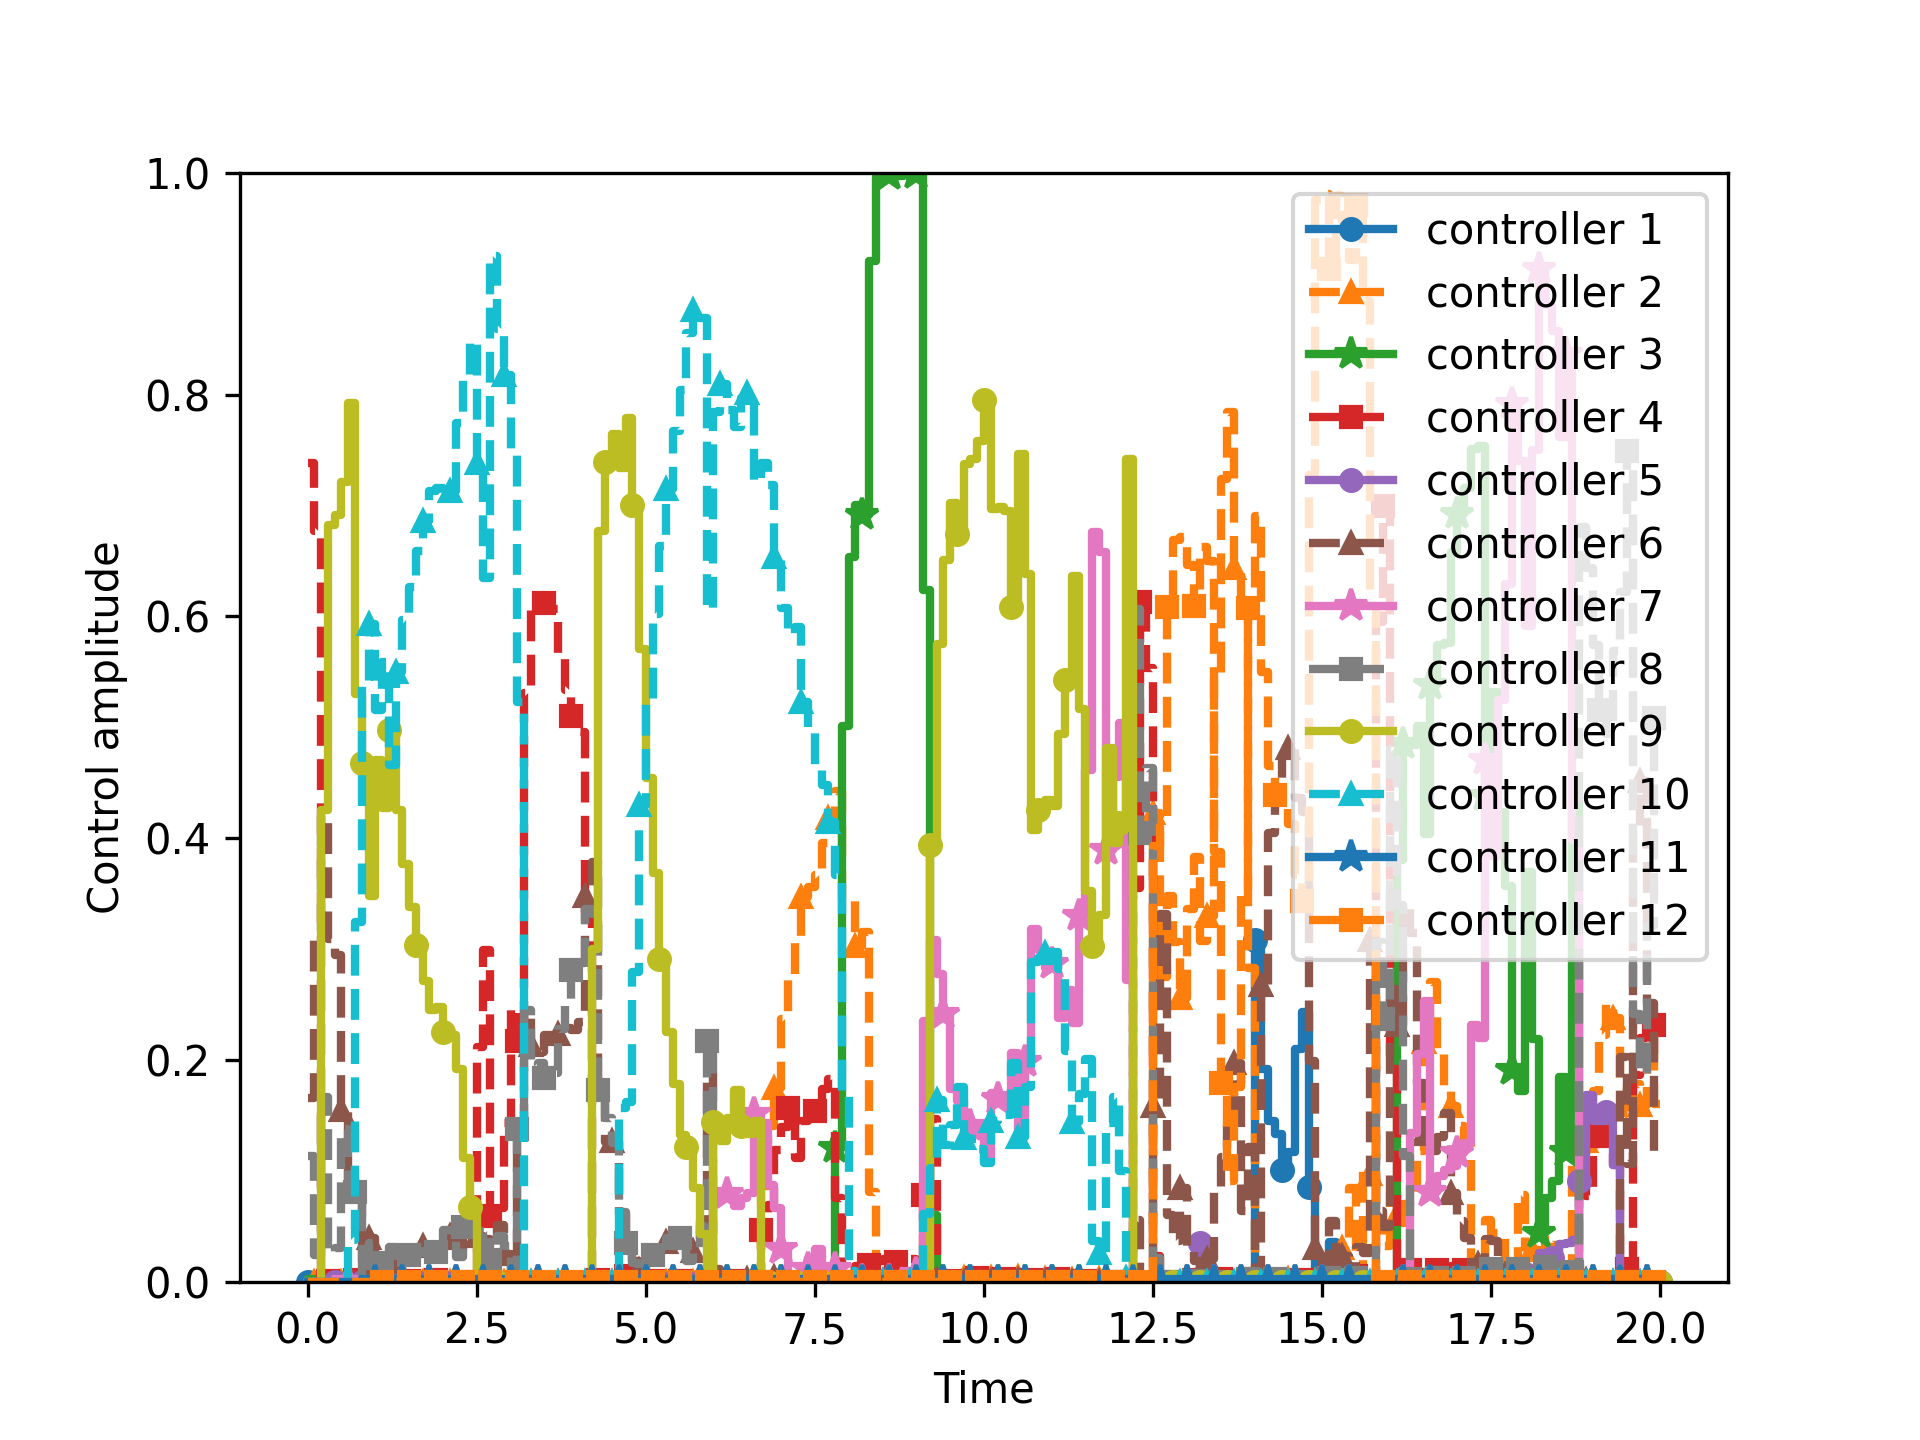 1.0
0.8
0.6
0.4
0.2
0.0
Control amplitude
0.0 2.5 5.0 7.5 10.0 12.5 15.0 17.5 20.0
Time
controller 1
controller 2
controller 3
controller 4
controller 5
controller 6
controller 7
controller 8
controller 9
controller 10
controller 11
controller 12